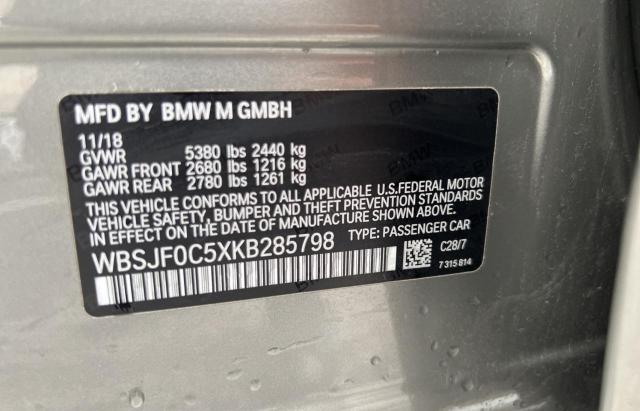 MFD BY BMW M GMBH
11/18
GVWR 5380 lbs 2440 kg
GAWR FRONT 2680 lbs 1216 kg
GAWR REAR 2780 lbs 1261 kg
THIS VEHICLE CONFORMS TO ALL APPLICABLE U.S.FEDERAL MOTOR
VEHICLE SAFETY, BUMPER AND THEFT PREVENTION STANDARDS
IN EFFECT ON THE DATE OF MANUFACTURE SHOWN ABOVE.
WBSJF0C5XKB285798 TYPE: PASSENGER CAR
C28/7
7 315 814